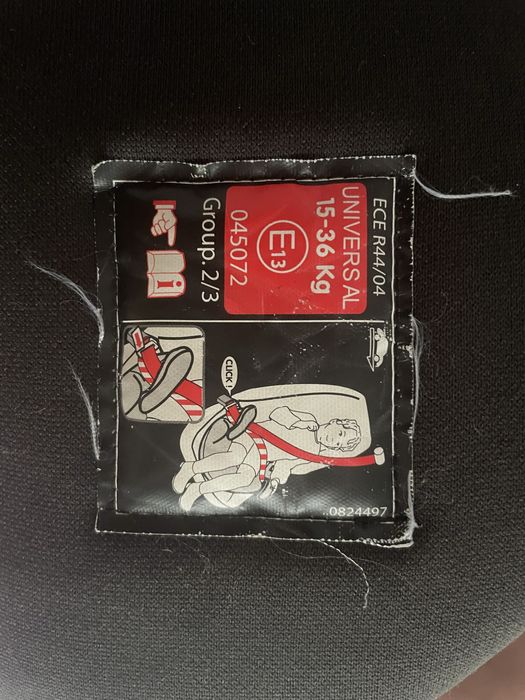 ECE R44/04
UNIVERSAL
15-36 Kg
E13
045072
Group. 2/3
i
CLICK !
0824497